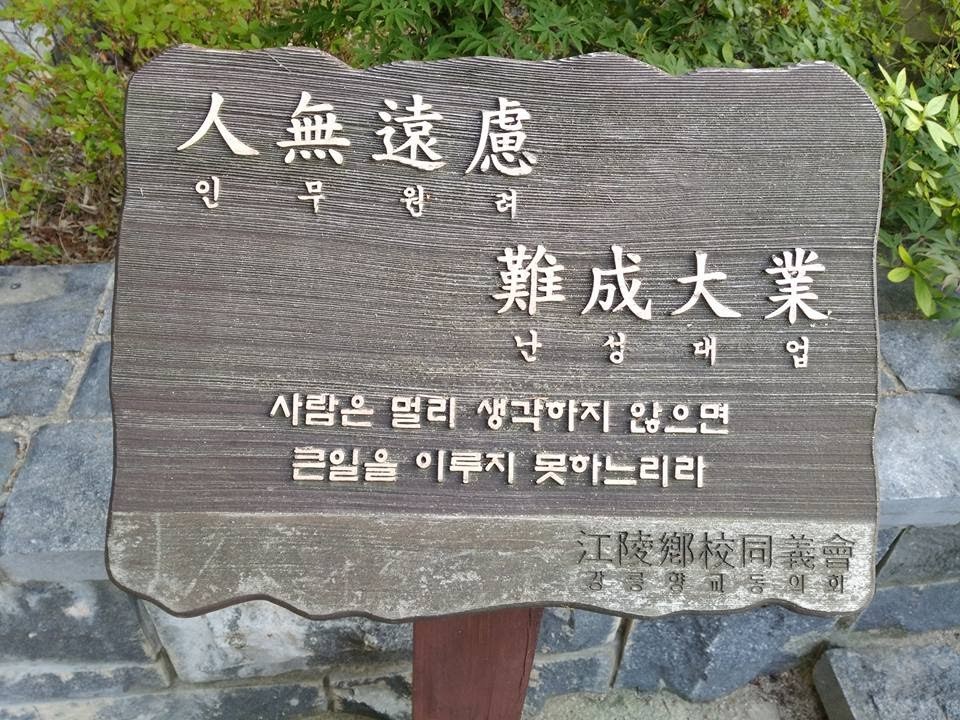 人無遠慮
인 무 원 려
難成大業
난 성 대 업
사람은 멀리 생각하지 않으면
큰일을 이루지 못하느리라
江陵鄕校同義會
강릉향교동의회